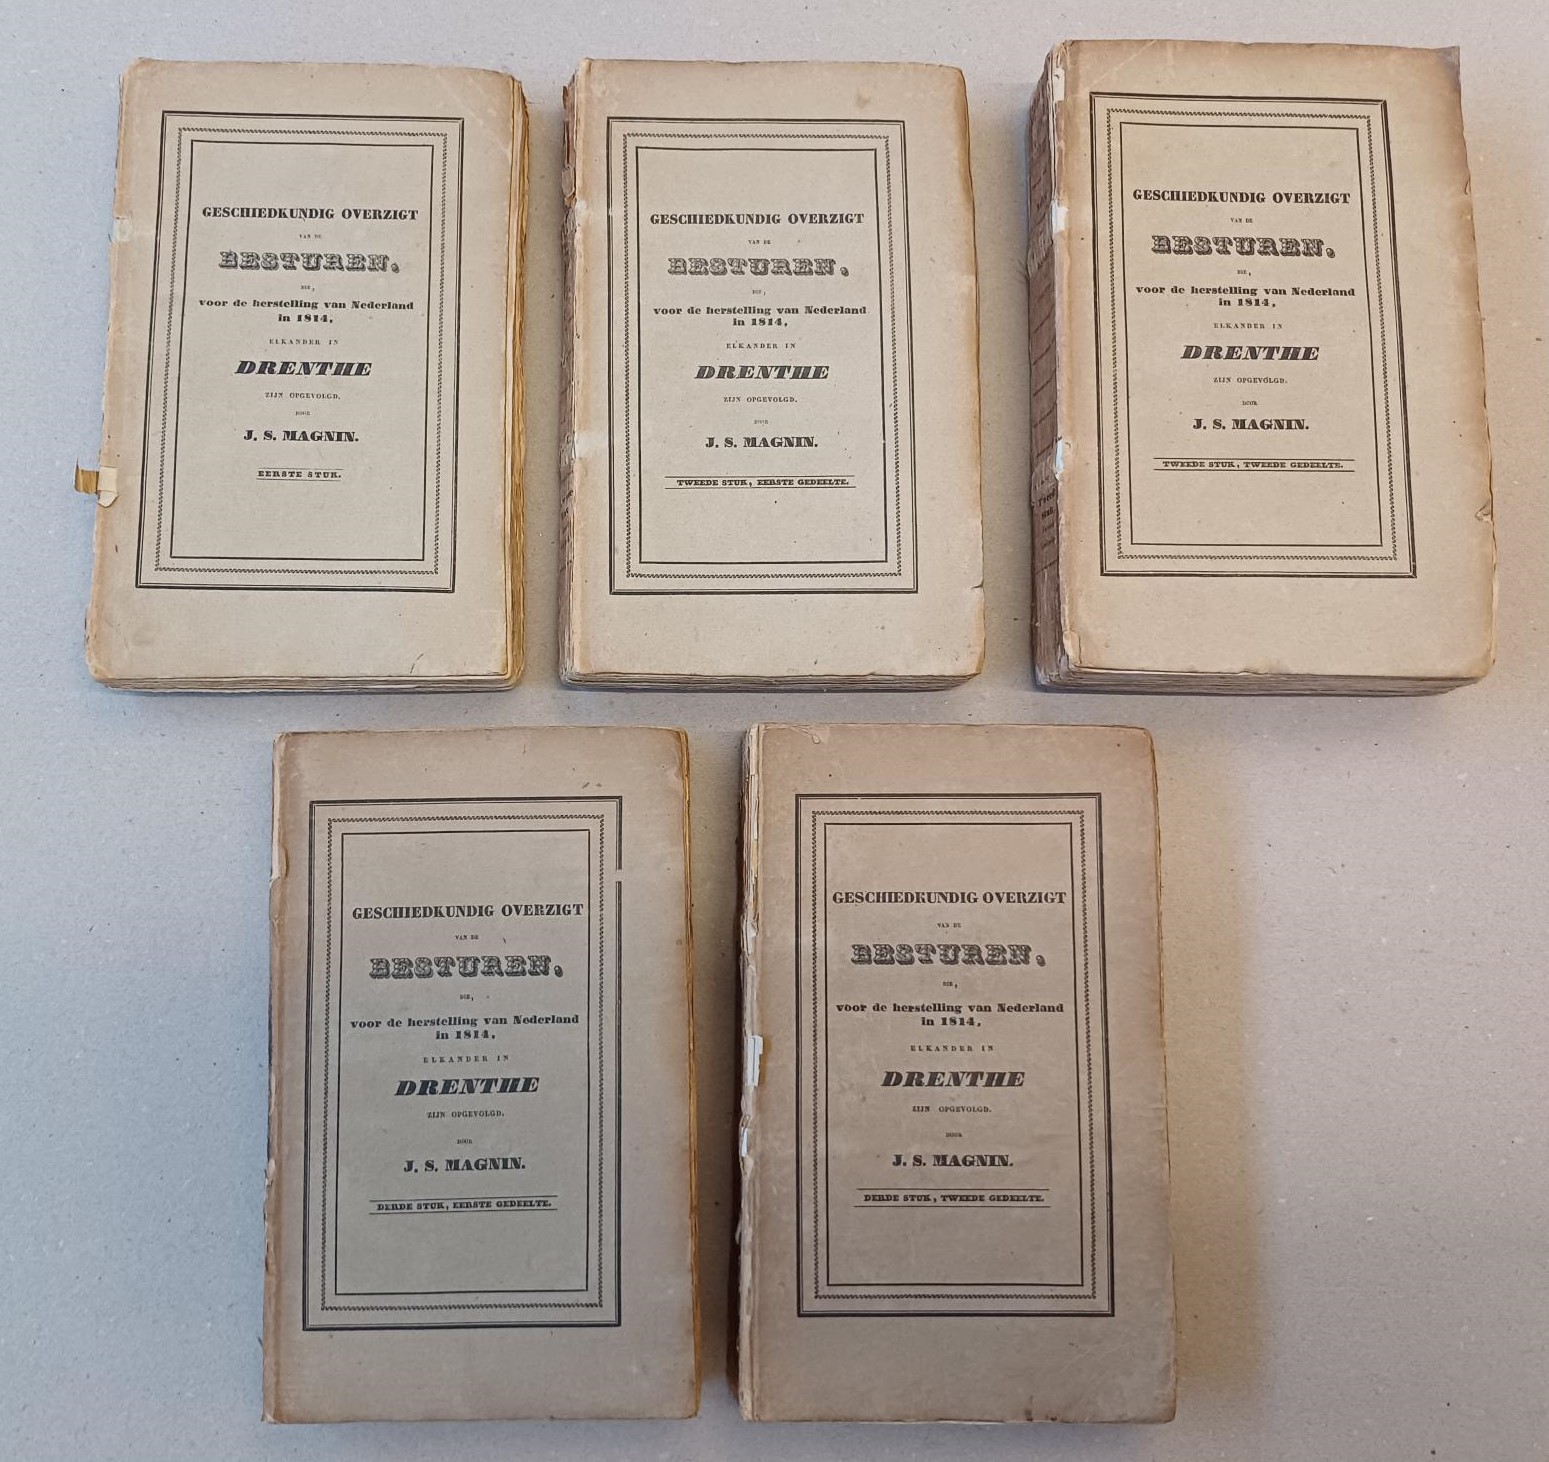 GESCHIEDKUNDIG OVERZIGT
VAN DE
BESTUREN,
DIE,
voor de herstelling van Nederland
in 1814,
ELKANDER IN
DRENTHE
ZIJN OPGEVOLGD.
DOOR
J. S. MAGNIN.
EERSTE STUK.
GESCHIEDKUNDIG OVERZIGT
VAN DE
BESTUREN,
DIE,
voor de herstelling van Nederland
in 1814,
ELKANDER IN
DRENTHE
ZIJN OPGEVOLGD.
DOOR
J. S. MAGNIN.
TWEEDE STUK, EERSTE GEDEELTE.
GESCHIEDKUNDIG OVERZIGT
VAN DE
BESTUREN,
DIE,
voor de herstelling van Nederland
in 1814,
ELKANDER IN
DRENTHE
ZIJN OPGEVOLGD.
DOOR
J. S. MAGNIN.
TWEEDE STUK, TWEEDE GEDEELTE.
GESCHIEDKUNDIG OVERZIGT
VAN DE
BESTUREN,
DIE,
voor de herstelling van Nederland
in 1814,
ELKANDER IN
DRENTHE
ZIJN OPGEVOLGD.
DOOR
J. S. MAGNIN.
DERDE STUK, EERSTE GEDEELTE.
GESCHIEDKUNDIG OVERZIGT
VAN DE
BESTUREN,
DIE,
voor de herstelling van Nederland
in 1814,
ELKANDER IN
DRENTHE
ZIJN OPGEVOLGD.
DOOR
J. S. MAGNIN.
DERDE STUK, TWEEDE GEDEELTE.